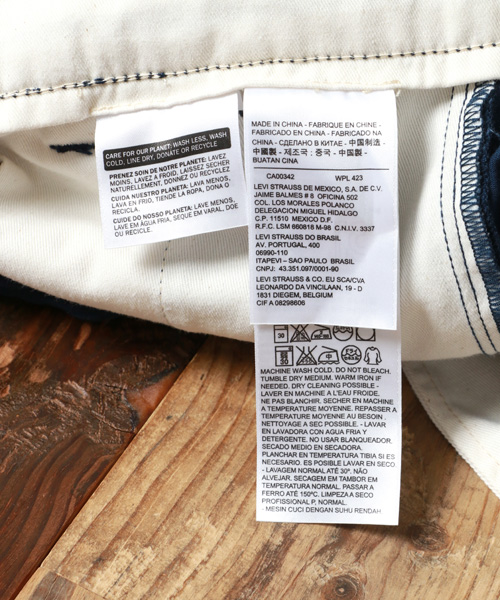 CARE FOR OUR PLANET: WASH LESS, WASH
COLD, LINE DRY, DONATE OR RECYCLE
PRENEZ SOIN DE NOTRE PLANETE: LAVEZ
MOINS, LAVEZ A FROID, LAISSEZ SECHER
NATURELLEMENT, DONNEZ OU RECYCLEZ
CUIDA NUESTRO PLANETA: LAVA MENOS,
LAVA EN FRIO, TIENDE LA ROPA, DONA O
RECICLA
CUIDE DO NOSSO PLANETA: LAVE MENOS,
LAVE EM ÁGUA FRIA, SEQUE EM VARAL, DOE
OU RECICLE
MADE IN CHINA - FABRIQUE EN CHINE -
FABRICADO EN CHINA - FABRICADO NA
CHINA - СДЕЛАНО В КИТАЕ - 中国制造 -
中國製 - 제조국 : 중국 - 中国製 -
BUATAN CINA
CA00342 WPL 423
LEVI STRAUSS DE MEXICO, S.A. DE C.V.
JAIME BALMES # 8 OFICINA 502
COL. LOS MORALES POLANCO
DELEGACION MIGUEL HIDALGO
C.P. 11510 MEXICO D.F.
R.F.C. LSM 660818 M-98 C.N.I.V. 3337
LEVI STRAUSS DO BRASIL
AV. PORTUGAL, 400
06990-110
ITAPEVI – SAO PAULO BRASIL
CNPJ: 43.351.097/0001-90
LEVI STRAUSS & CO. EU SCA/CVA
LEONARDO DA VINCILAAN, 19 - D
1831 DIEGEM, BELGIUM
CIF A 08298606
30
30
MACHINE WASH COLD. DO NOT BLEACH.
TUMBLE DRY MEDIUM. WARM IRON IF
NEEDED. DRY CLEANING POSSIBLE -
LAVER EN MACHINE A L'EAU FROIDE.
NE PAS BLANCHIR. SECHER EN MACHINE
A TEMPERATURE MOYENNE. REPASSER A
TEMPERATURE MOYENNE AU BESOIN .
NETTOYAGE A SEC POSSIBLE. - LAVAR
EN LAVADORA CON AGUA FRIA Y
DETERGENTE. NO USAR BLANQUEADOR.
SECADO MEDIO EN SECADORA.
PLANCHAR EN TEMPERATURA TIBIA SI ES
NECESARIO. ES POSIBLE LAVAR EN SECO
- LAVAGEM NORMAL ATÉ 30º. NÃO
ALVEJAR. SECAGEM EM TAMBOR EM
TEMPERATURA NORMAL. PASSAR A
FERRO ATÉ 150ºC. LIMPEZA A SECO
PROFISSIONAL P, NORMAL.
- MESIN CUCI DENGAN SUHU RENDAH